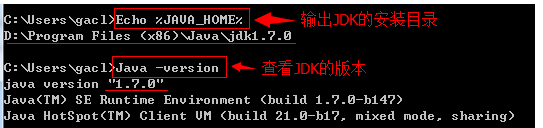 C:\Users\gacl>Echo %JAVA_HOME% 输出JDK的安装目录
D:\Program Files (x86)\Java\jdk1.7.0
C:\Users\gacl>Java -version 查看JDK的版本
java version "1.7.0"
Java(TM) SE Runtime Environment (build 1.7.0-b147)
Java HotSpot(TM) Client VM (build 21.0-b17, mixed mode, sharing)